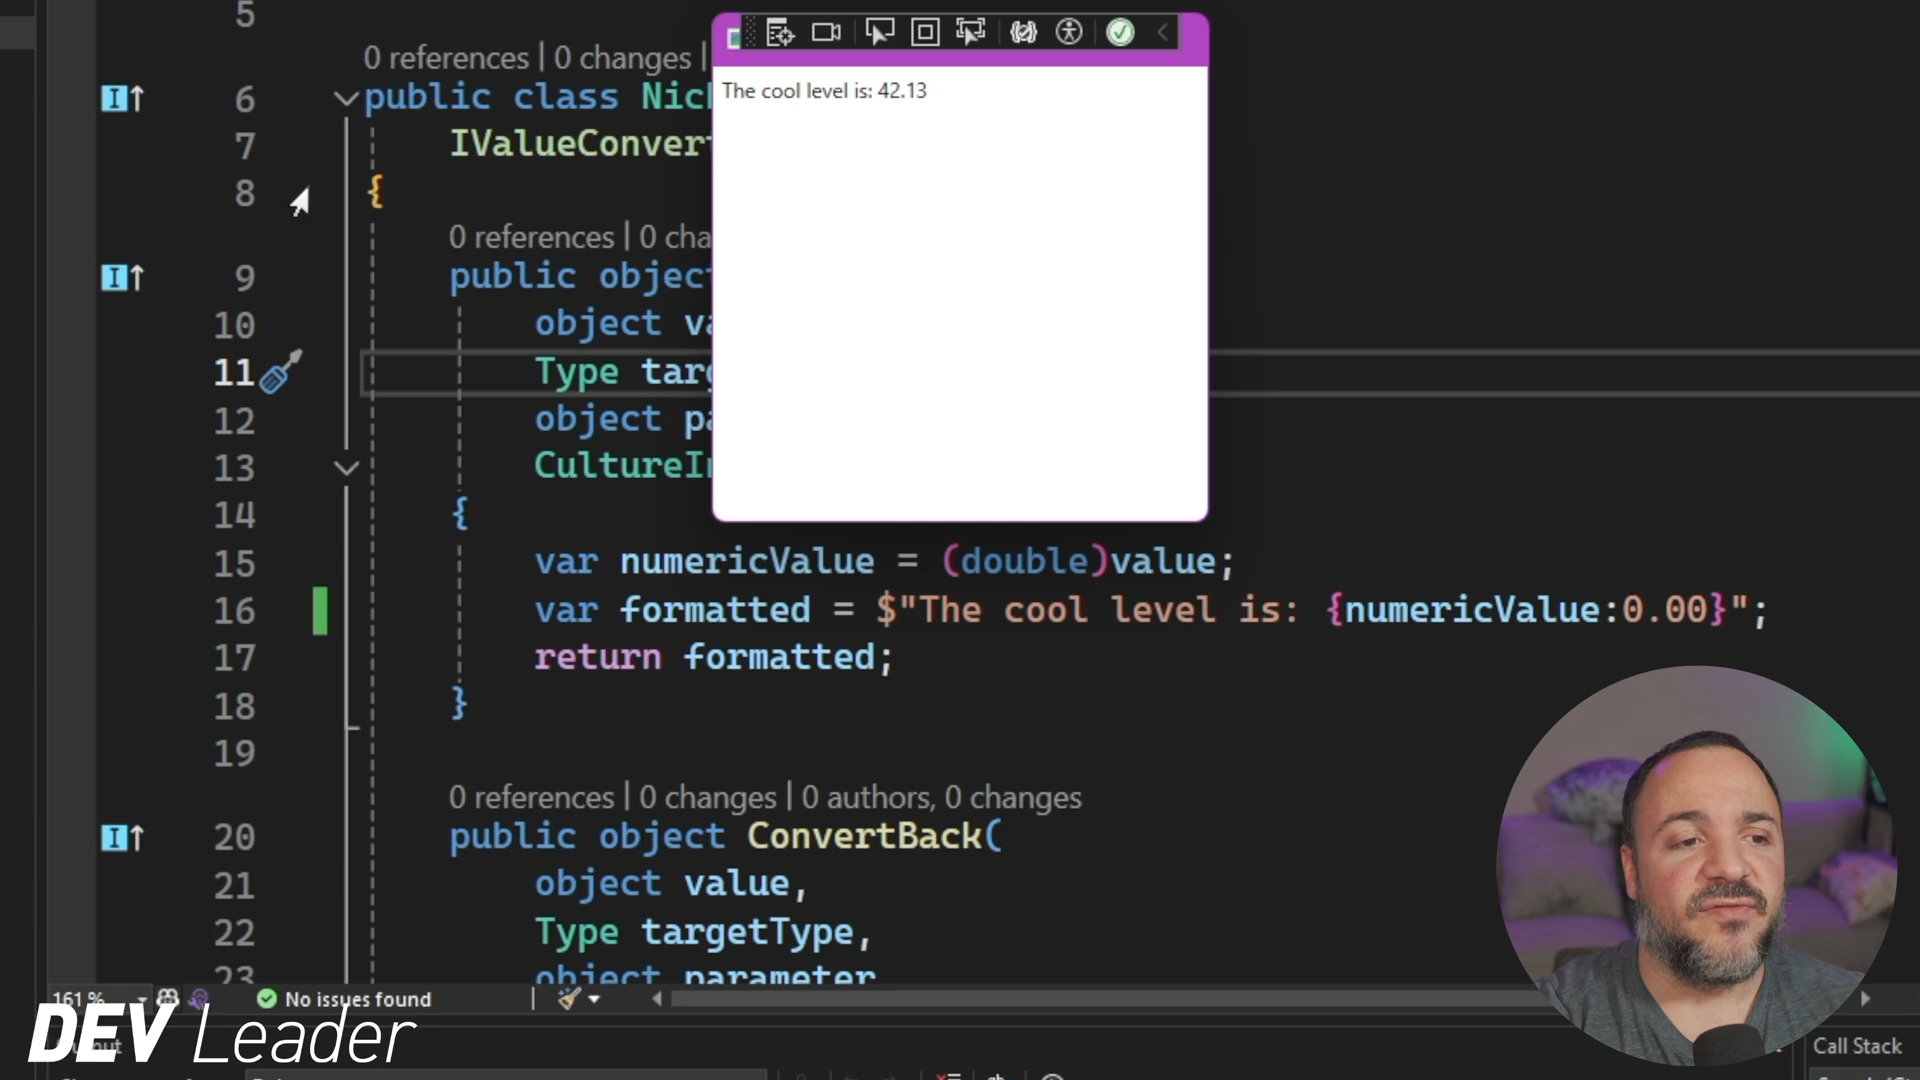 5
0 references | 0 changes |
6 public class Nic
7 IValueConver
8 {
0 references | 0 cha
9 public objec
10 object va
11 Type targ
12 object pa
13 CultureIn
14 {
15 var numericValue = (double)value;
16 var formatted = $"The cool level is: {numericValue:0.00}";
17 return formatted;
18 }
19
0 references | 0 changes | 0 authors, 0 changes
20 public object ConvertBack(
21 object value,
22 Type targetType,
23 object parameter
The cool level is: 42.13
161 %
No issues found
DEV Leader
Call Stack